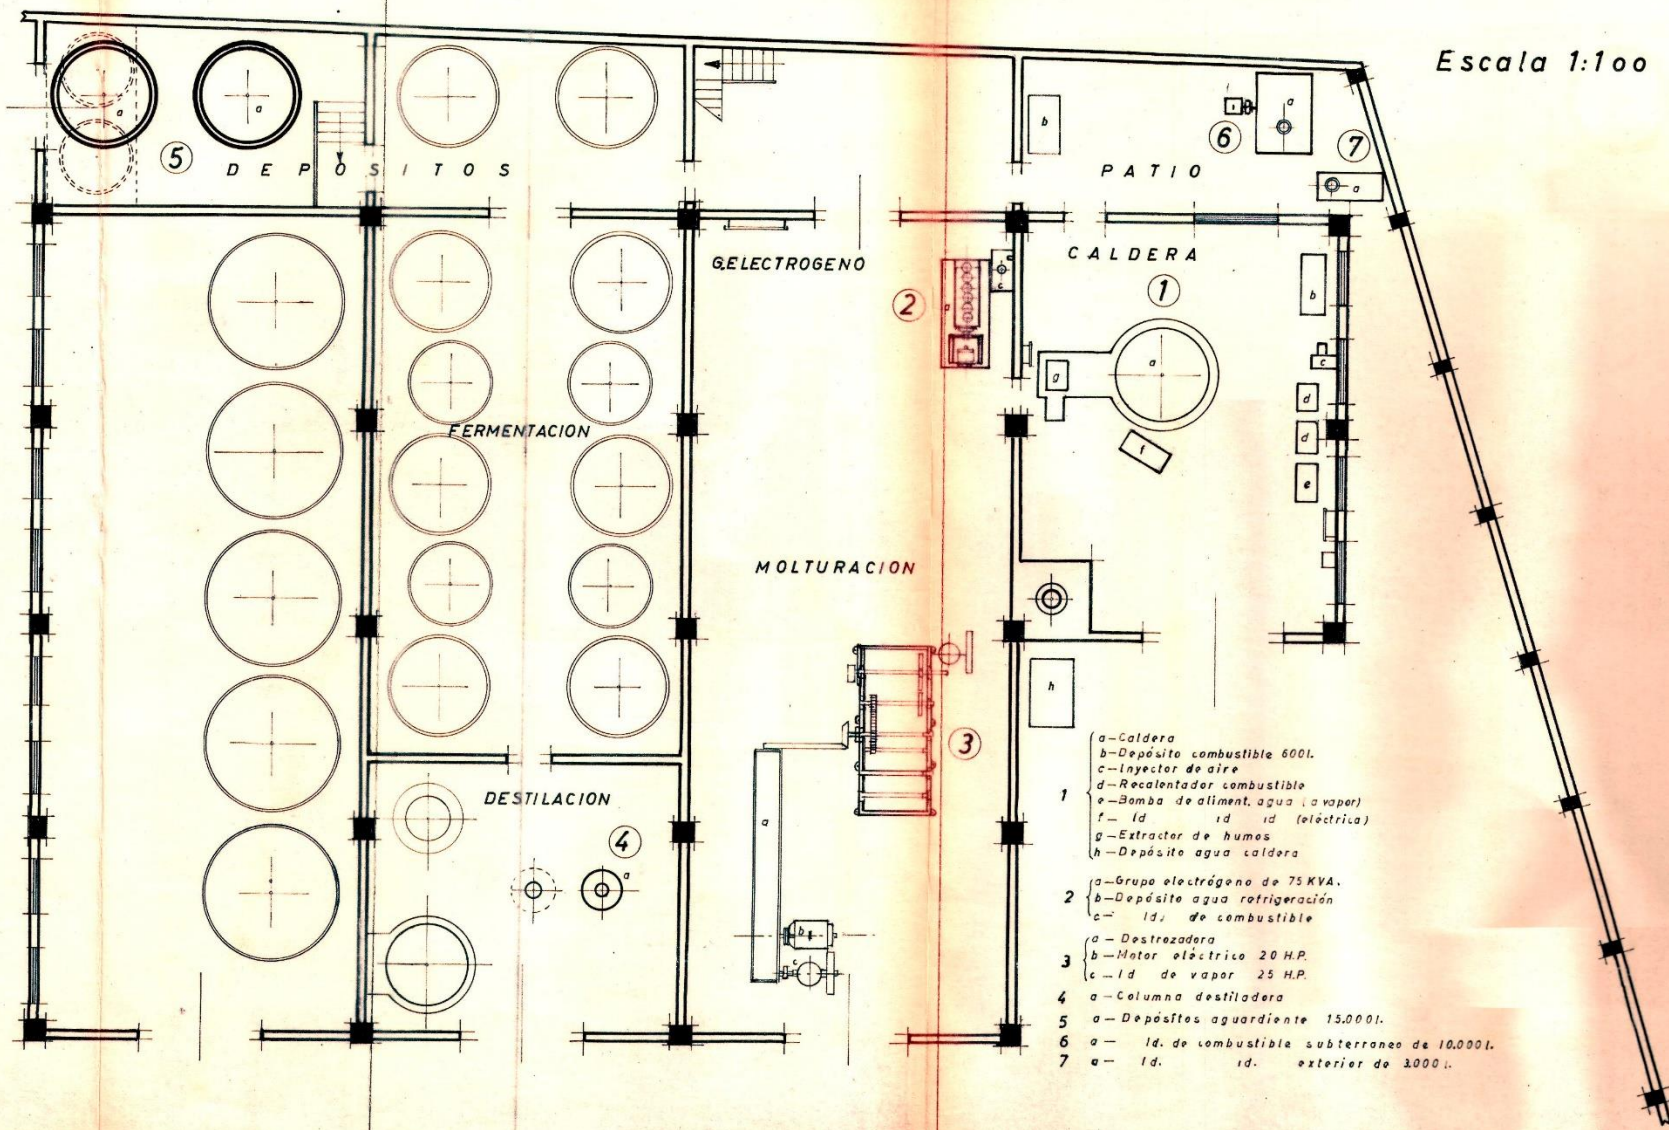 Escala 1:100
a
a
5
DEPOSITOS
b
a
6
7
a
PATIO
G.ELECTROGENO
CALDERA
2
a
c
1
b
a
g
c
d
d
f
e
FERMENTACION
MOLTURACION
h
3
DESTILACION
4
a
a
b
c
1
a-Caldera
b-Depósito combustible 600l.
c-Inyector de aire
d-Recalentador combustible
e-Bomba de aliment. agua (a vapor)
f- id id id (eléctrica)
g-Extractor de humos
h-Depósito agua caldera
2
a-Grupo electrógeno de 75 KVA.
b-Depósito agua refrigeración
c- Id. de combustible
3
a-Destrozadora
b-Motor eléctrico 20 H.P.
c-Id de vapor 25 H.P.
4 a-Columna destiladora
5 a-Depósitos aguardiente 15.000l.
6 a- Id. de combustible subterraneo de 10.000l.
7 a- Id. id. exterior de 3.000l.